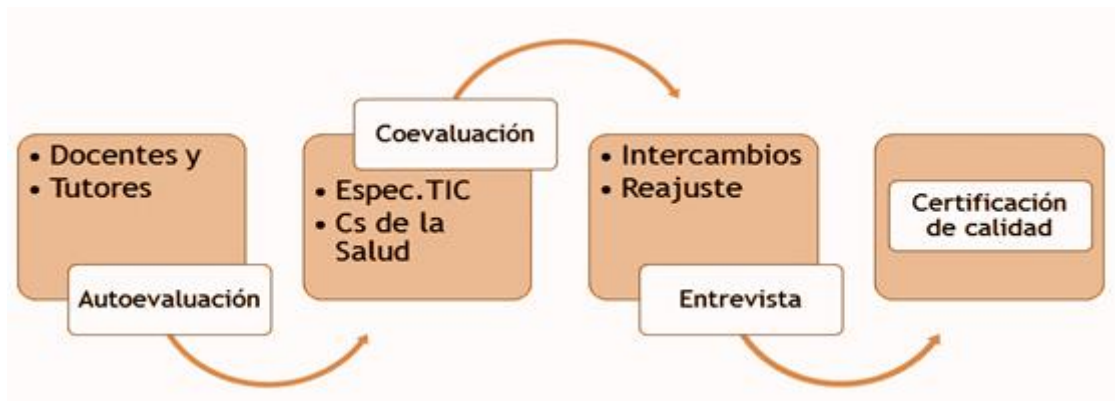 • Docentes y
• Tutores
Autoevaluación
Coevaluación
• Espec.TIC
• Cs de la
Salud
• Intercambios
• Reajuste
Entrevista
Certificación
de calidad